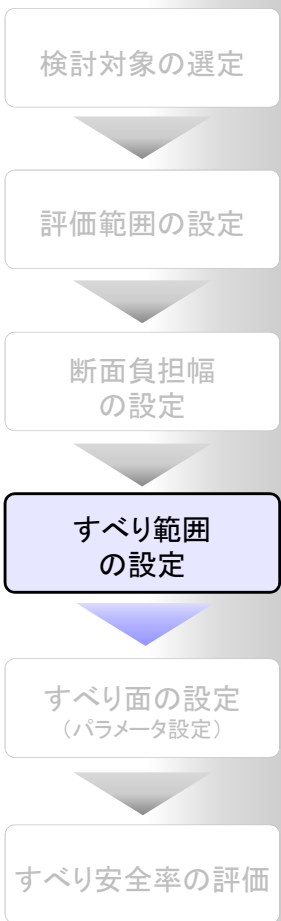 検討対象の選定
評価範囲の設定
断面負担幅
の設定
すべり範囲
の設定
すべり面の設定
（パラメータ設定）
すべり安全率の評価